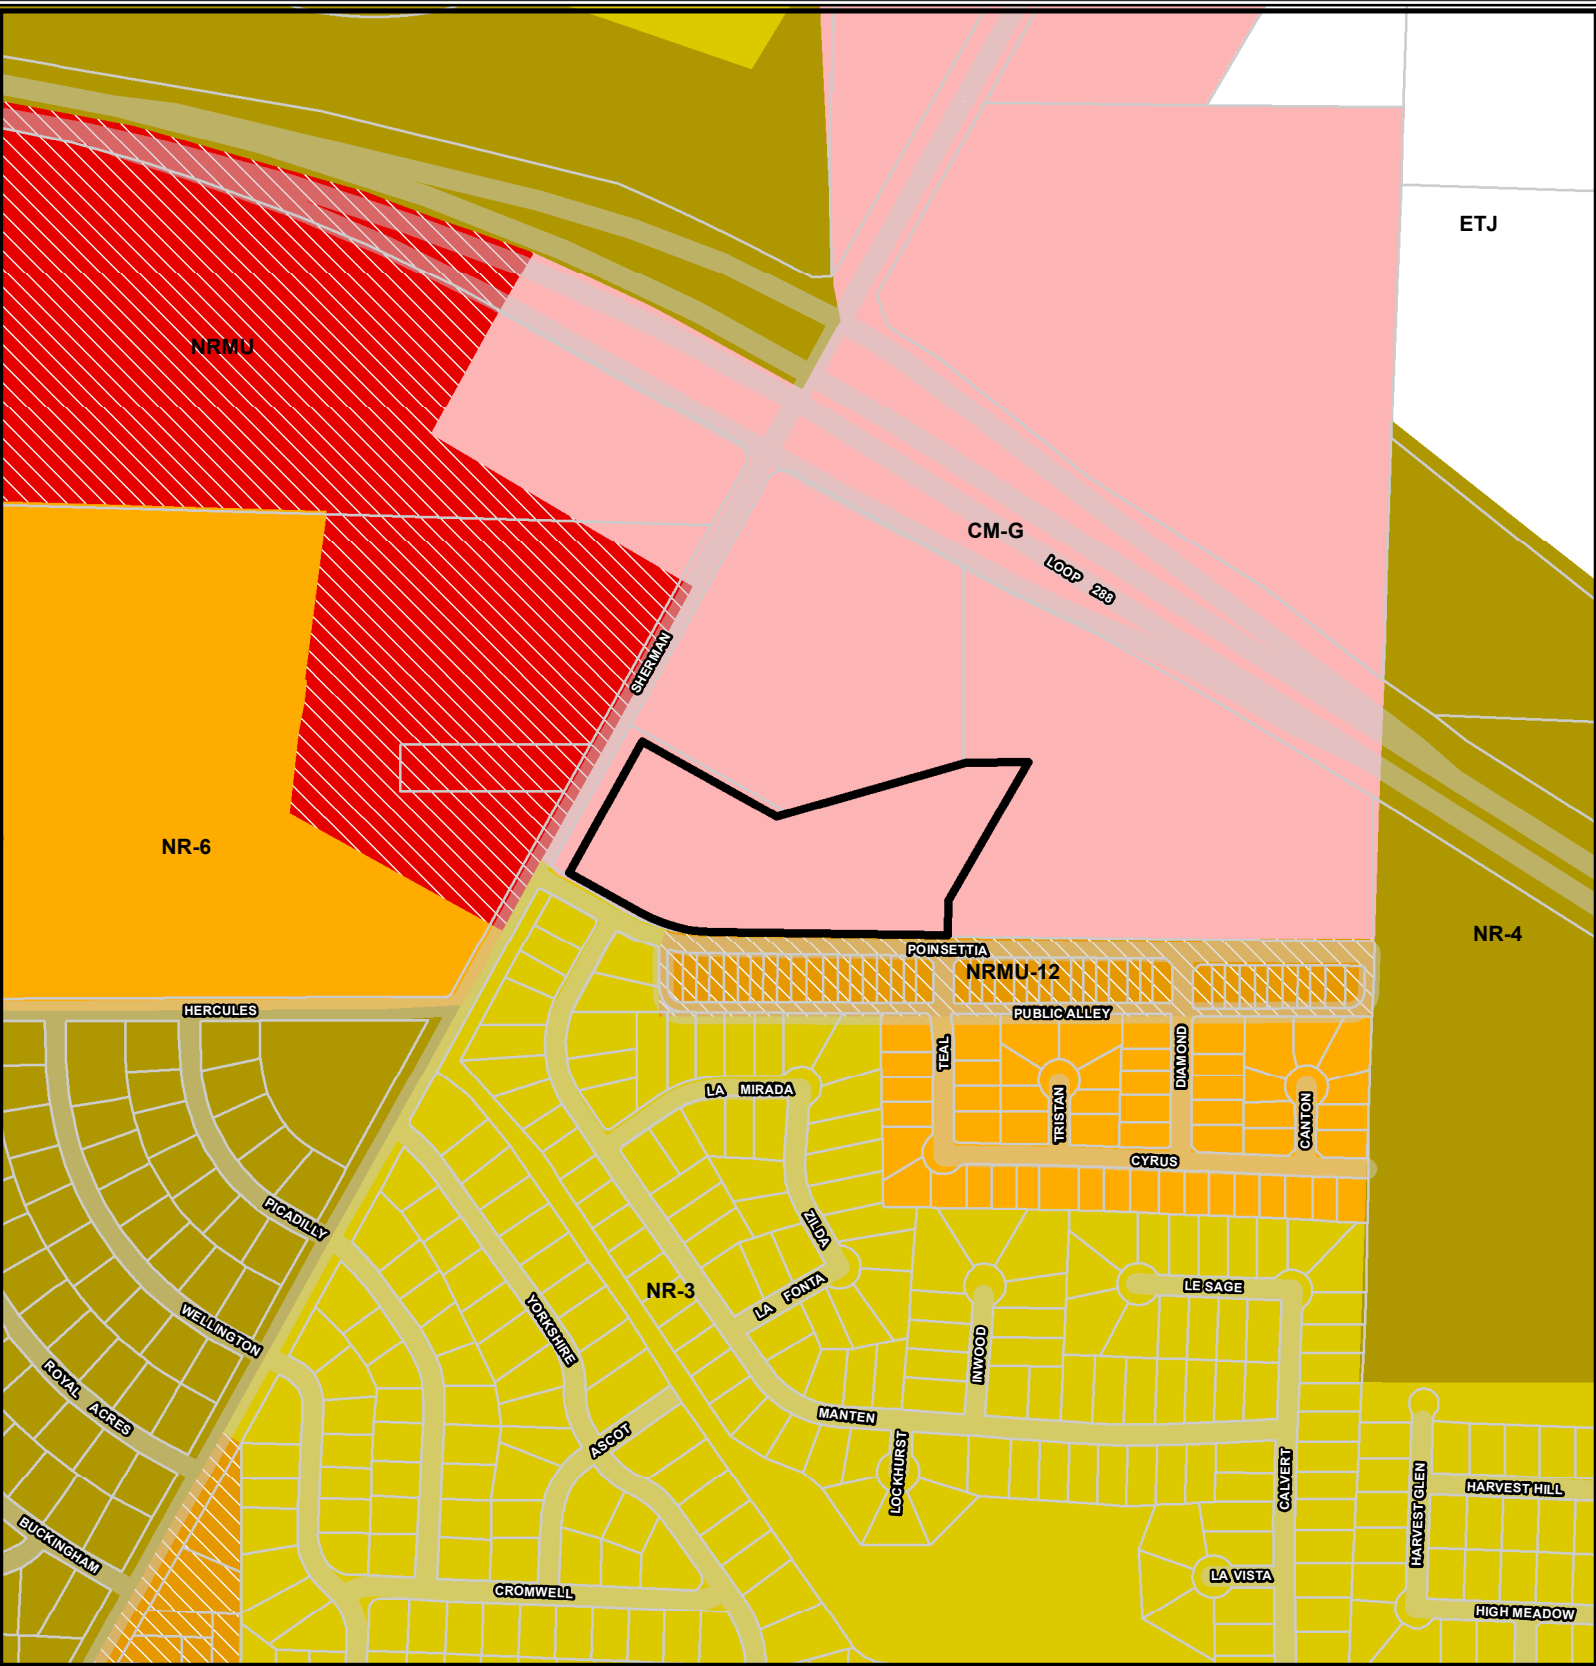 ETJ
NRMU
CM-G
LOOP 288
SHERMAN
NR-6
NR-4
POINSETTIA
NRMU-12
HERCULES
PUBLIC ALLEY
TEAL
DIAMOND
LA MIRADA
TRISTAN
CANTON
CYRUS
PICADILLY
ZILDA
NR-3
LA FONTA
LE SAGE
WELLINGTON
YORKSHIRE
INWOOD
ROYAL ACRES
MANTEN
ASCOT
LOCKHURST
CALVERT
HARVEST GLEN
HARVEST HILL
BUCKINGHAM
LA VISTA
CROMWELL
HIGH MEADOW